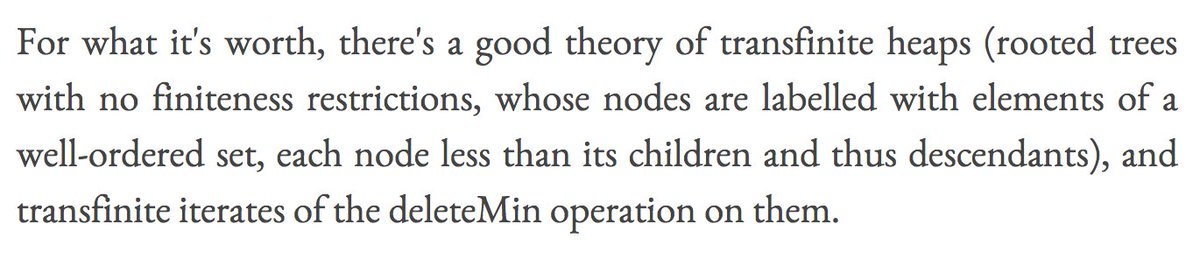 For what it's worth, there's a good theory of transfinite heaps (rooted trees
with no finiteness restrictions, whose nodes are labelled with elements of a
well-ordered set, each node less than its children and thus descendants), and
transfinite iterates of the deleteMin operation on them.